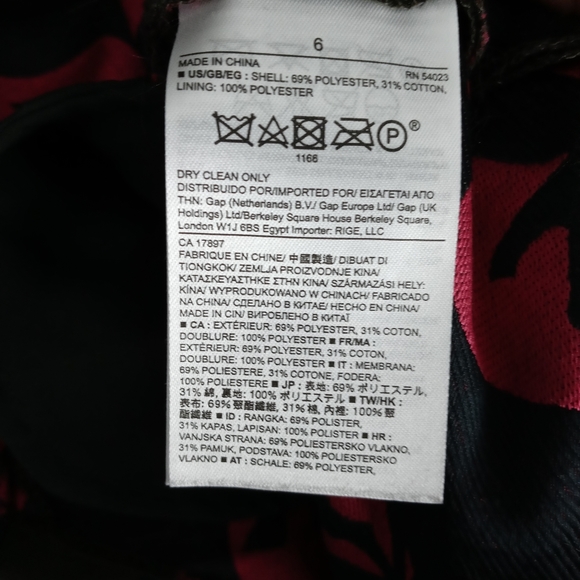 6
MADE IN CHINA RN 54023
■ US/GB/EG : SHELL: 69% POLYESTER, 31% COTTON,
LINING: 100% POLYESTER
P®
1166
DRY CLEAN ONLY
DISTRIBUIDO POR/IMPORTED FOR/ ΕΙΣΑΓΕΤΑΙ ΑΠΟ
ΤΗΝ: Gap (Netherlands) B.V./ Gap Europe Ltd/ Gap (UK
Holdings) Ltd/Berkeley Square House Berkeley Square,
London W1J 6BS Egypt Importer: RIGE, LLC
CA 17897
FABRIQUE EN CHINE/ 中國製造/ DIBUAT DI
TIONGKOK/ ZEMLJA PROIZVODNJE KINA/
ΚΑΤΑΣΚΕΥΑΣΤΗΚΕ ΣΤΗΝ ΚΙΝΑ/ SZÁRMAZÁSI HELY:
KÍNA/ WYPRODUKOWANO W CHINACH/ FABRICADO
NA CHINA/ СДЕЛАНО В КИТАЕ/ HECHO EN CHINA/
MADE IN CIN/ ВИРОБЛЕНО В КИТАЇ
■ CA : EXTÉRIEUR: 69% POLYESTER, 31% COTON,
DOUBLURE: 100% POLYESTER ■ FR/MA :
EXTÉRIEUR: 69% POLYESTER, 31% COTON,
DOUBLURE: 100% POLYESTER ■ IT : MEMBRANA:
69% POLIESTERE, 31% COTONE, FODERA:
100% POLIESTERE ■ JP : 表地: 69% ポリエステル,
31% 綿, 裏地: 100% ポリエステル ■ TW/HK :
表布: 69% 聚酯纖維, 31% 棉, 內裡: 100% 聚
酯纖維 ■ ID : RANGKA: 69% POLIESTER,
31% KAPAS, LAPISAN: 100% POLIESTER ■ HR :
VANJSKA STRANA: 69% POLIESTERSKO VLAKNO,
31% PAMUK, PODSTAVA: 100% POLIESTERSKO
VLAKNO ■ AT : SCHALE: 69% POLYESTER,